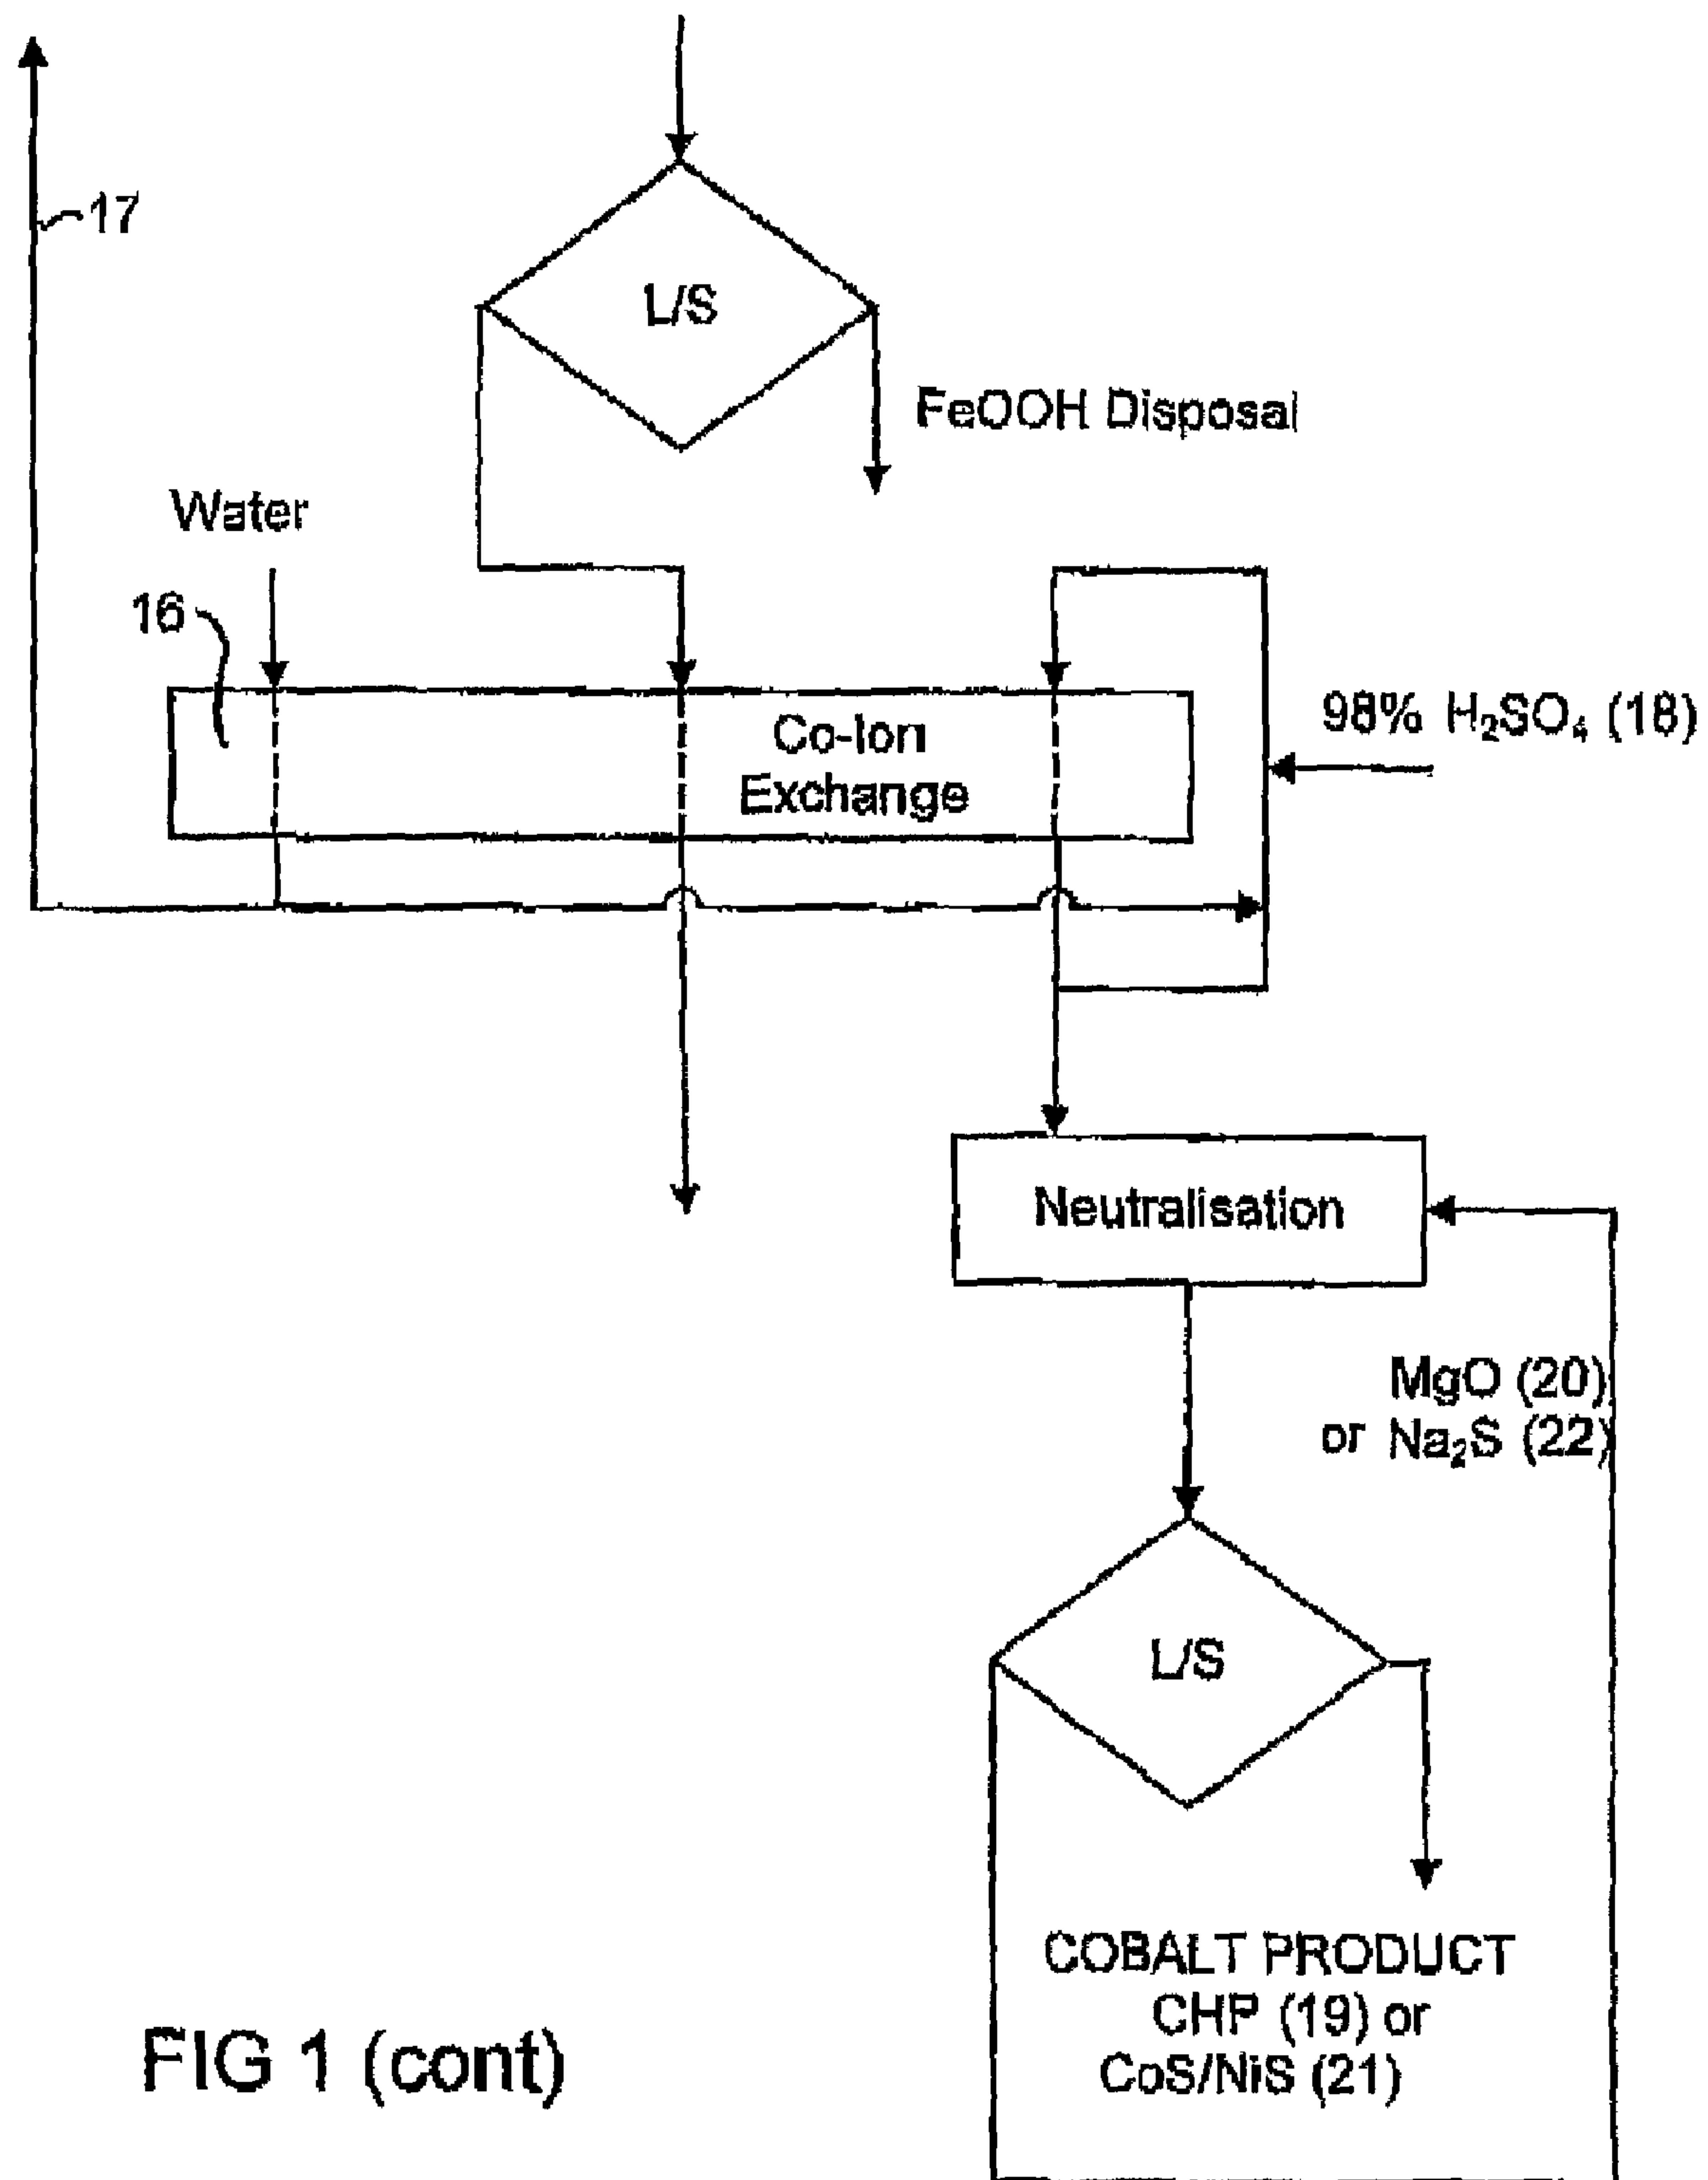 17
L/S
FeOOH Disposal
Water
16
98% H₂SO₄ (18)
Co-Ion
Exchange
Neutralisation
MgO (20)
or Na₂S (22)
L/S
COBALT PRODUCT
CHP (19) or
CoS/NiS (21)
FIG 1 (cont)